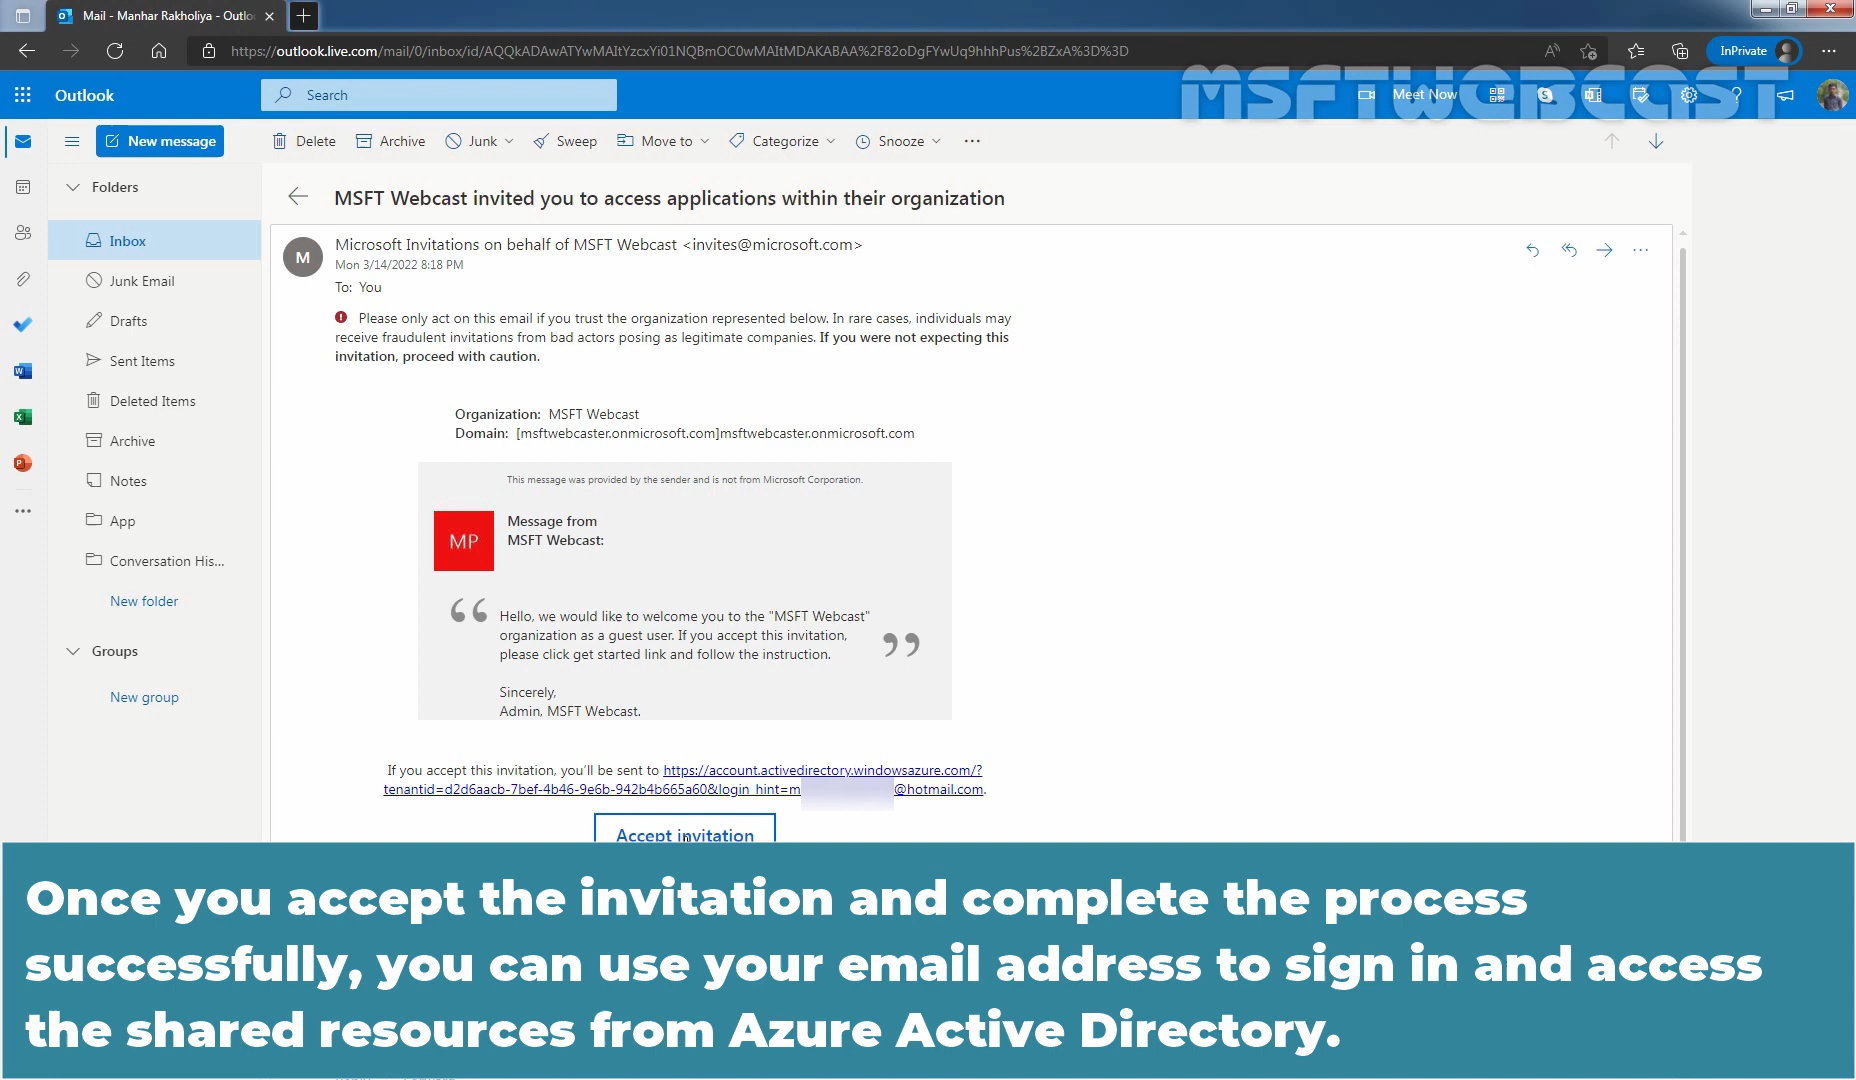 Mail - Manhar Rakholiya - Outlo
https://outlook.live.com/mail/0/inbox/id/AQQkADAwATYwMAItYzcxYi01NQBmOC0wMAItMDAKABAA%2F82oDgFYwUq9hhhPus%2BZxA%3D%3D
InPrivate
Outlook
Search
Meet Now
MSFTWEBCAST
New message
Delete
Archive
Junk
Sweep
Move to
Categorize
Snooze
Folders
Inbox
Junk Email
Drafts
Sent Items
Deleted Items
Archive
Notes
App
Conversation His...
New folder
Groups
New group
MSFT Webcast invited you to access applications within their organization
M
Microsoft Invitations on behalf of MSFT Webcast <invites@microsoft.com>
Mon 3/14/2022 8:18 PM
To: You
Please only act on this email if you trust the organization represented below. In rare cases, individuals may
receive fraudulent invitations from bad actors posing as legitimate companies. If you were not expecting this
invitation, proceed with caution.
Organization: MSFT Webcast
Domain: [msftwebcaster.onmicrosoft.com]msftwebcaster.onmicrosoft.com
This message was provided by the sender and is not from Microsoft Corporation.
MP
Message from
MSFT Webcast:
“ Hello, we would like to welcome you to the "MSFT Webcast"
organization as a guest user. If you accept this invitation,
please click get started link and follow the instruction. ”
Sincerely,
Admin, MSFT Webcast.
If you accept this invitation, you'll be sent to https://account.activedirectory.windowsazure.com/?
tenantid=d2d6aacb-7bef-4b46-9e6b-942b4b665a60&login_hint=m @hotmail.com.
Accept invitation
Once you accept the invitation and complete the process
successfully, you can use your email address to sign in and access
the shared resources from Azure Active Directory.